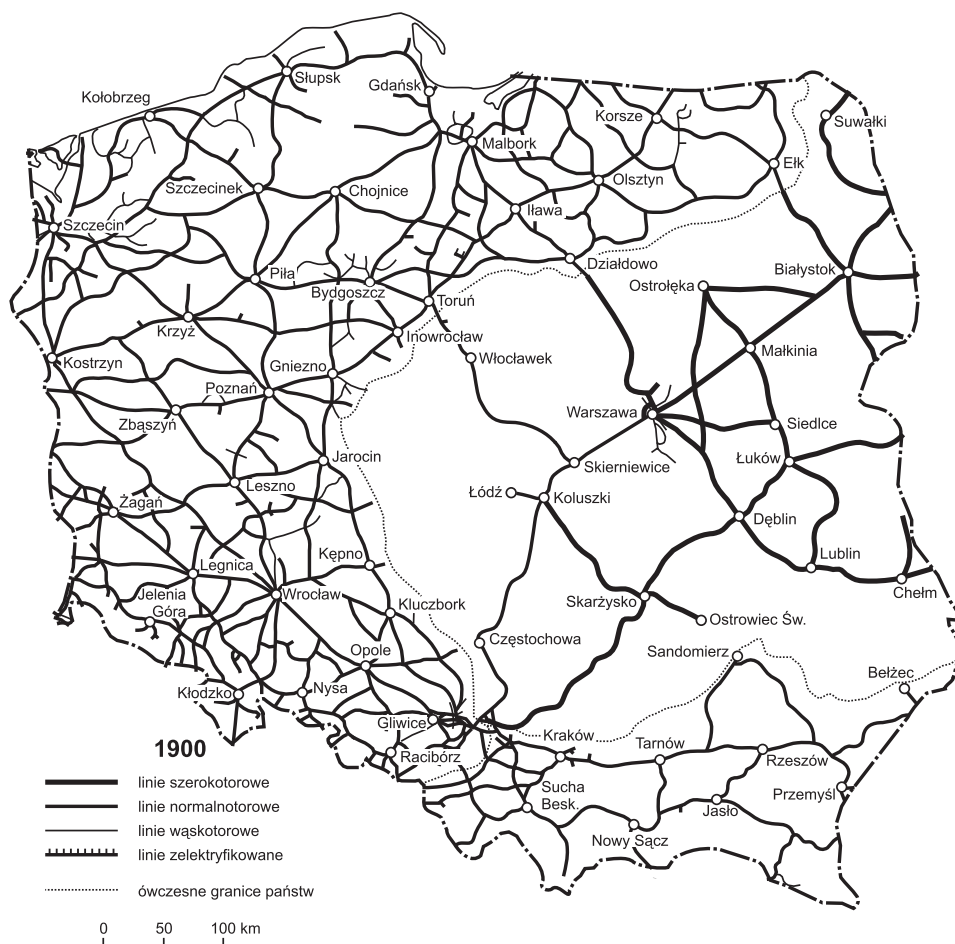 Słupsk
Gdańsk
Kołobrzeg
Korsze
Suwałki
Malbork
Ełk
Szczecinek
Chojnice
Olsztyn
Iława
Szczecin
Działdowo
Białystok
Piła
Bydgoszcz
Ostrołęka
Toruń
Krzyż
Inowrocław
Włocławek
Małkinia
Kostrzyn
Gniezno
Poznań
Warszawa
Zbąszyń
Siedlce
Skierniewice
Łuków
Jarocin
Leszno
Łódź
Koluszki
Żagań
Dęblin
Kępno
Lublin
Legnica
Chełm
Jelenia
Góra
Wrocław
Kluczbork
Skarżysko
Ostrowiec Św.
Częstochowa
Opole
Sandomierz
Bełżec
Kłodzko
Nysa
Gliwice
Kraków
Tarnów
Racibórz
Rzeszów
Sucha
Besk.
Przemyśl
Jasło
Nowy Sącz
1900
linie szerokotorowe
linie normalnotorowe
linie wąskotorowe
linie zelektryfikowane
ówczesne granice państw
0 50 100 km